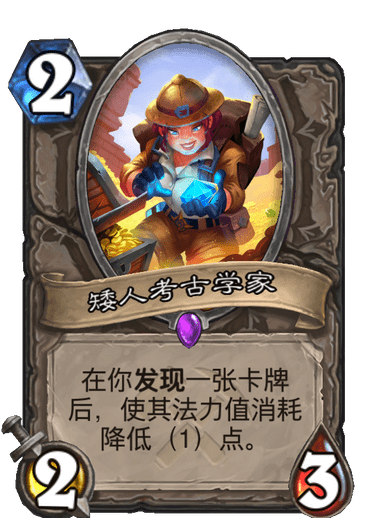 2
矮人考古学家
在你发现一张卡牌
后，使其法力值消耗
降低（1）点。
2
3